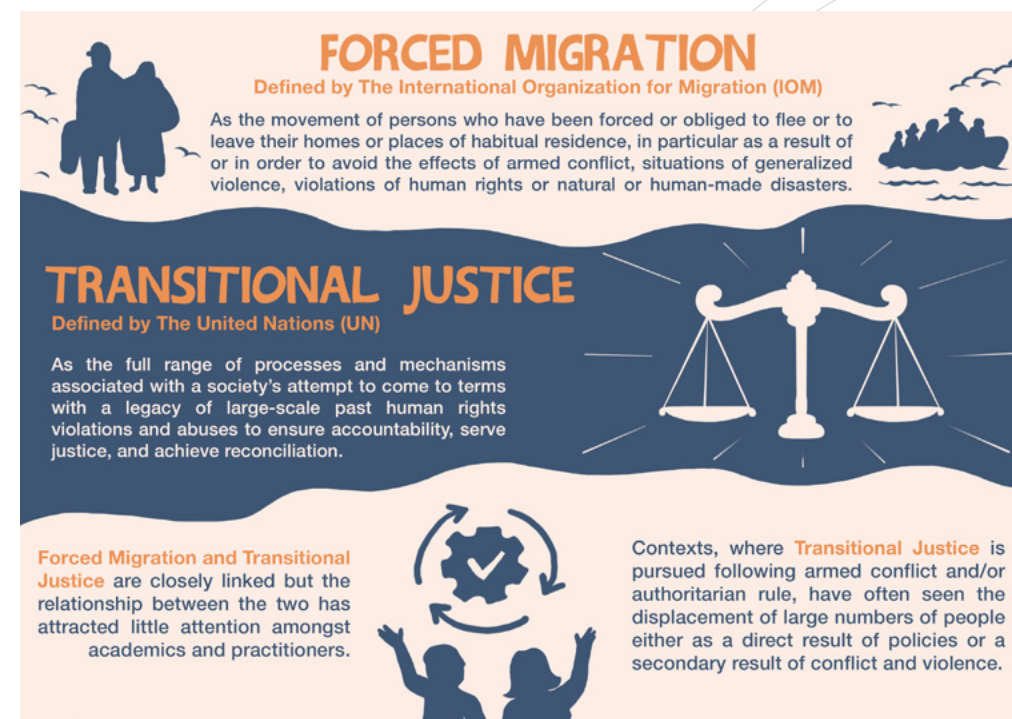 FORCED MIGRATION
Defined by The International Organization for Migration (IOM)
As the movement of persons who have been forced or obliged to flee or to
leave their homes or places of habitual residence, in particular as a result of
or in order to avoid the effects of armed conflict, situations of generalized
violence, violations of human rights or natural or human-made disasters.
TRANSITIONAL JUSTICE
Defined by The United Nations (UN)
As the full range of processes and mechanisms
associated with a society's attempt to come to terms
with a legacy of large-scale past human rights
violations and abuses to ensure accountability, serve
justice, and achieve reconciliation.
Forced Migration and Transitional
Justice are closely linked but the
relationship between the two has
attracted little attention amongst
academics and practitioners.
Contexts, where Transitional Justice is
pursued following armed conflict and/or
authoritarian rule, have often seen the
displacement of large numbers of people
either as a direct result of policies or a
secondary result of conflict and violence.